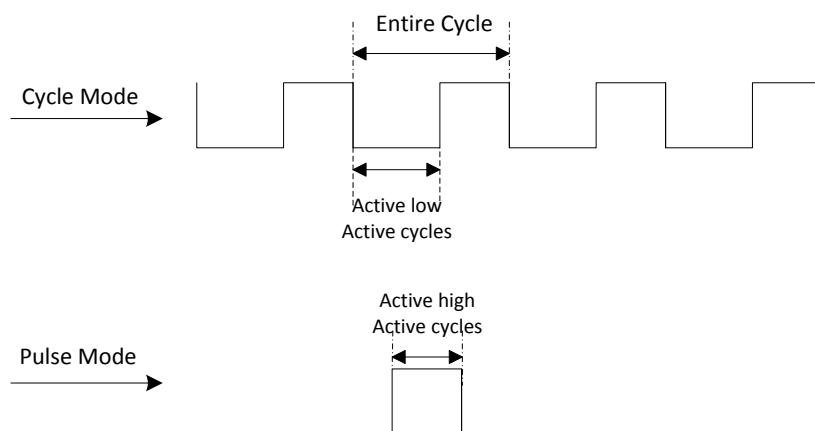 Entire Cycle
Cycle Mode
Active low
Active cycles
Active high
Active cycles
Pulse Mode